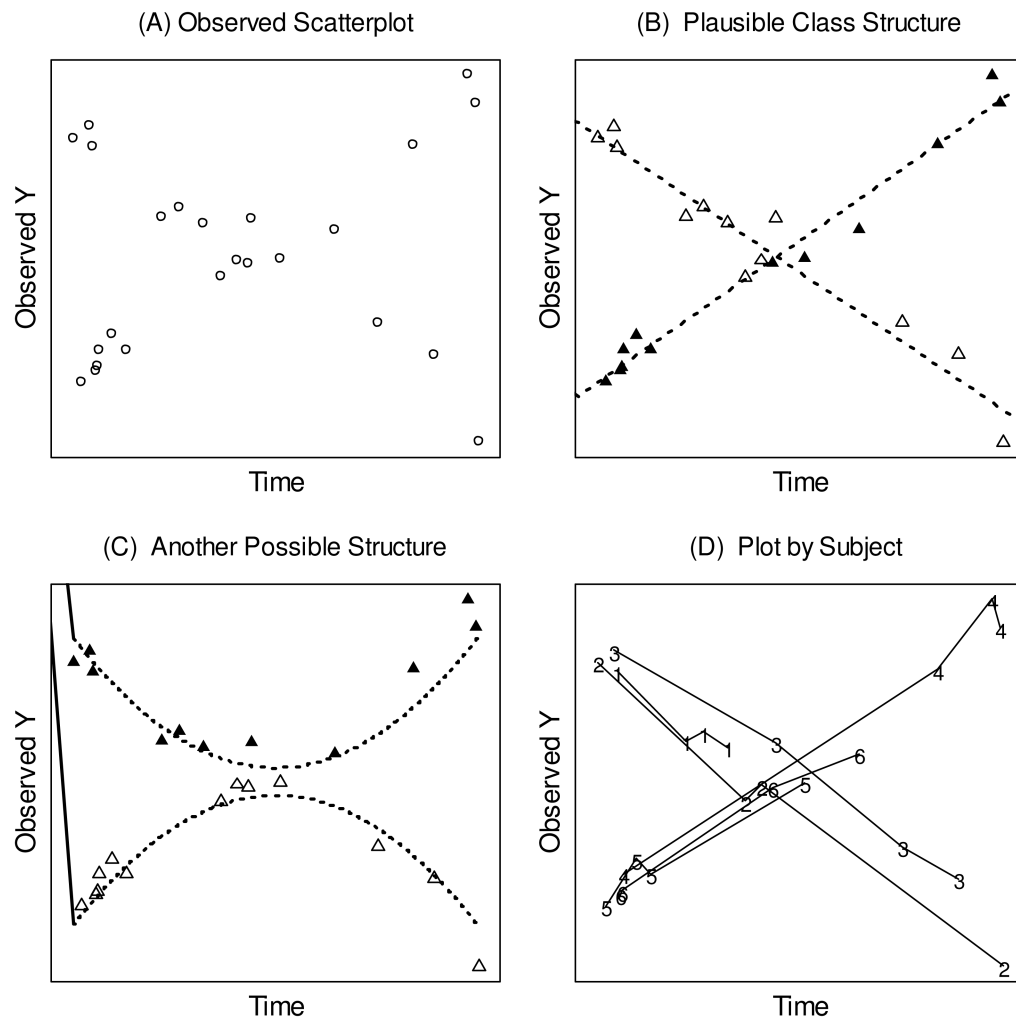 (A) Observed Scatterplot
(B) Plausible Class Structure
Observed Y
Observed Y
Time
Time
(C) Another Possible Structure
(D) Plot by Subject
Observed Y
Observed Y
4
4
3
2
1
4
1
1
1
3
6
2
2
6
5
5
4
5
6
6
5
3
3
2
Time
Time